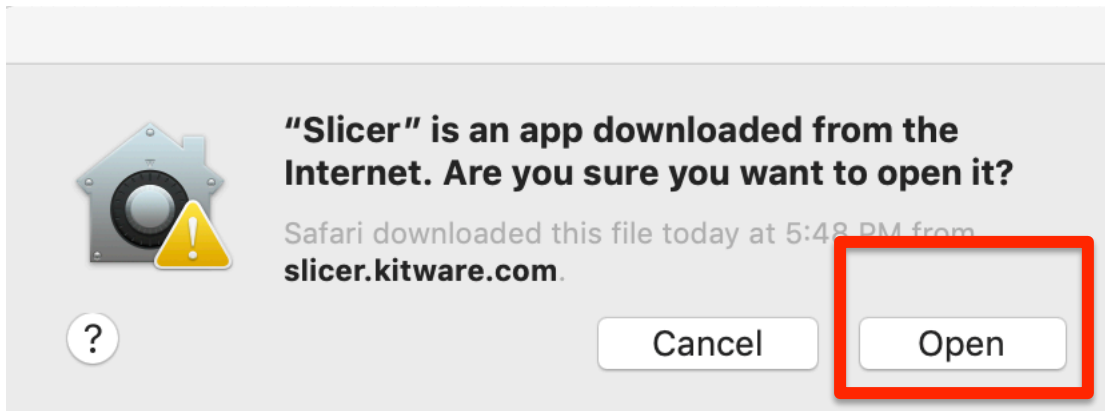 “Slicer” is an app downloaded from the
Internet. Are you sure you want to open it?
Safari downloaded this file today at 5:48 PM from
slicer.kitware.com.
?
Cancel
Open